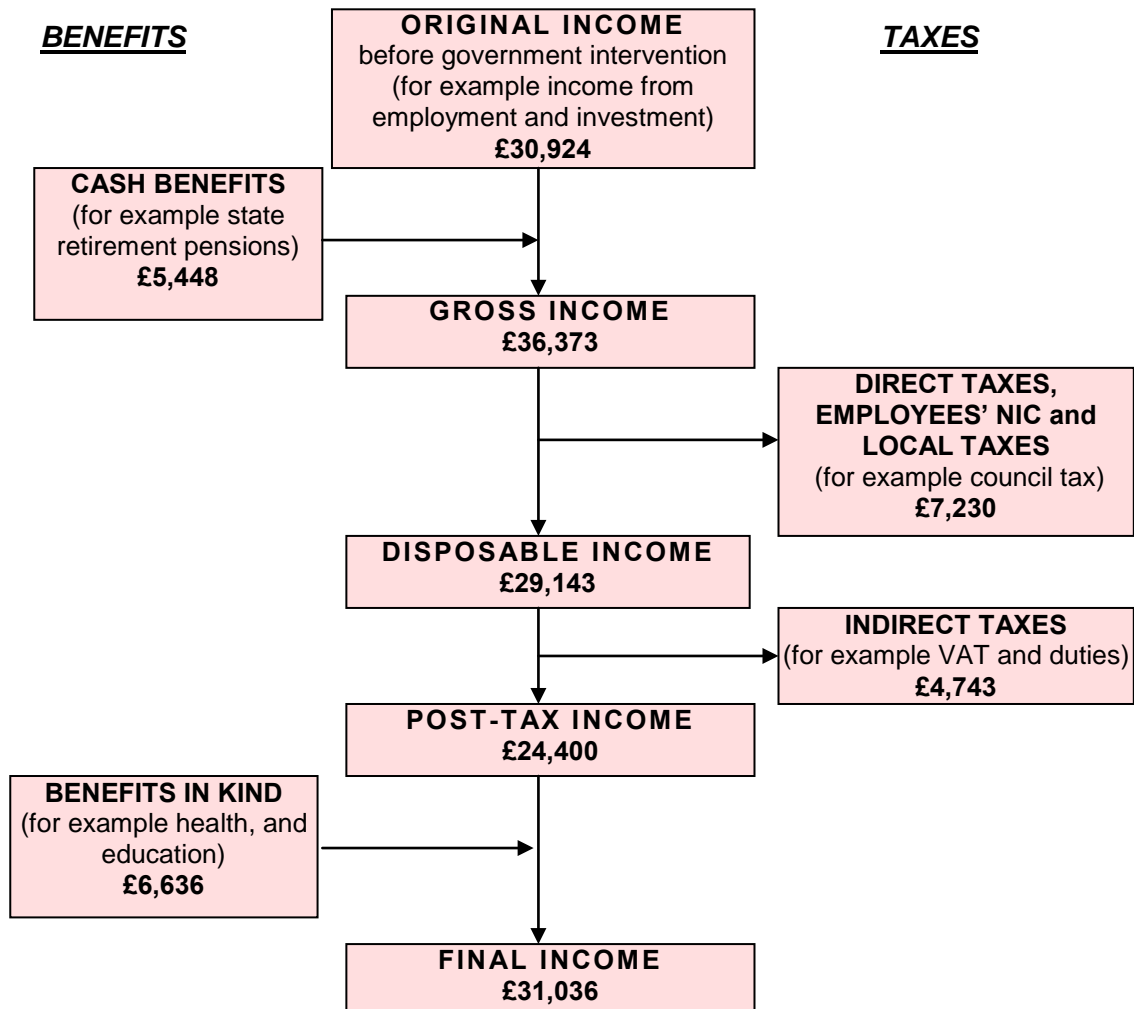 BENEFITS
TAXES
ORIGINAL INCOME
before government intervention
(for example income from
employment and investment)
£30,924
CASH BENEFITS
(for example state
retirement pensions)
£5,448
GROSS INCOME
£36,373
DIRECT TAXES,
EMPLOYEES’ NIC and
LOCAL TAXES
(for example council tax)
£7,230
DISPOSABLE INCOME
£29,143
INDIRECT TAXES
(for example VAT and duties)
£4,743
POST-TAX INCOME
£24,400
BENEFITS IN KIND
(for example health, and
education)
£6,636
FINAL INCOME
£31,036